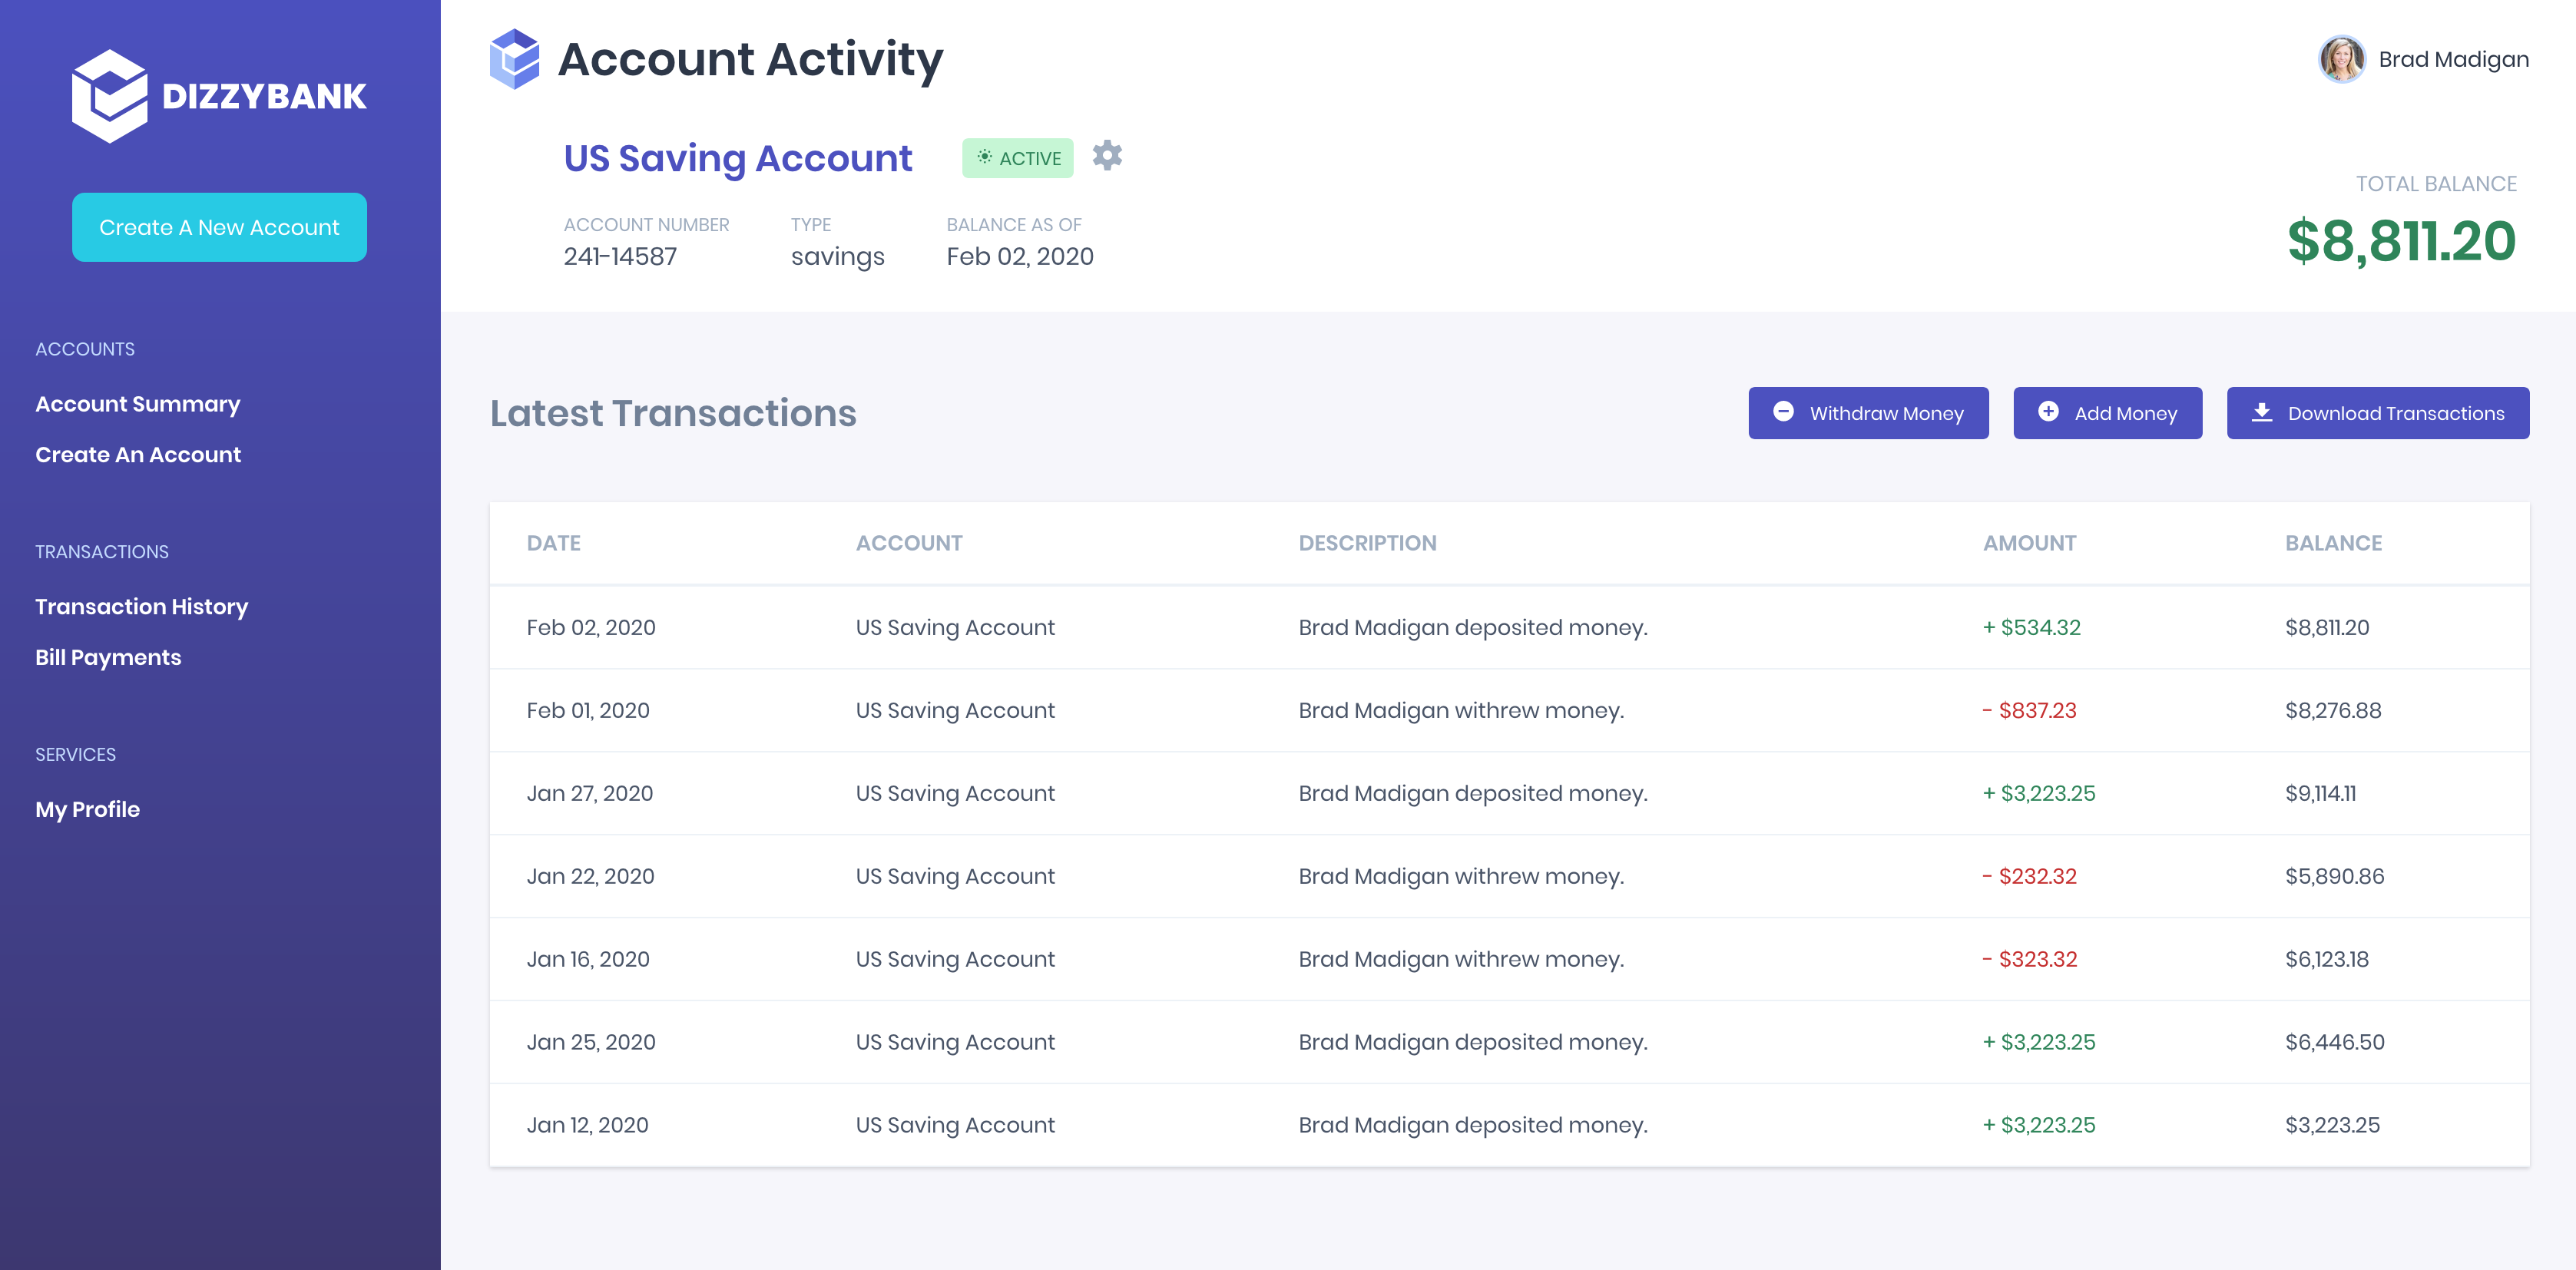 DIZZYBANK
Create A New Account
ACCOUNTS
Account Summary
Create An Account
TRANSACTIONS
Transaction History
Bill Payments
SERVICES
My Profile
Account Activity
Brad Madigan
US Saving Account ACTIVE
ACCOUNT NUMBER TYPE BALANCE AS OF
241-14587 savings Feb 02, 2020
TOTAL BALANCE
$8,811.20
Latest Transactions
Withdraw Money Add Money Download Transactions
DATE ACCOUNT DESCRIPTION AMOUNT BALANCE
Feb 02, 2020 US Saving Account Brad Madigan deposited money. + $534.32 $8,811.20
Feb 01, 2020 US Saving Account Brad Madigan withrew money. - $837.23 $8,276.88
Jan 27, 2020 US Saving Account Brad Madigan deposited money. + $3,223.25 $9,114.11
Jan 22, 2020 US Saving Account Brad Madigan withrew money. - $232.32 $5,890.86
Jan 16, 2020 US Saving Account Brad Madigan withrew money. - $323.32 $6,123.18
Jan 25, 2020 US Saving Account Brad Madigan deposited money. + $3,223.25 $6,446.50
Jan 12, 2020 US Saving Account Brad Madigan deposited money. + $3,223.25 $3,223.25